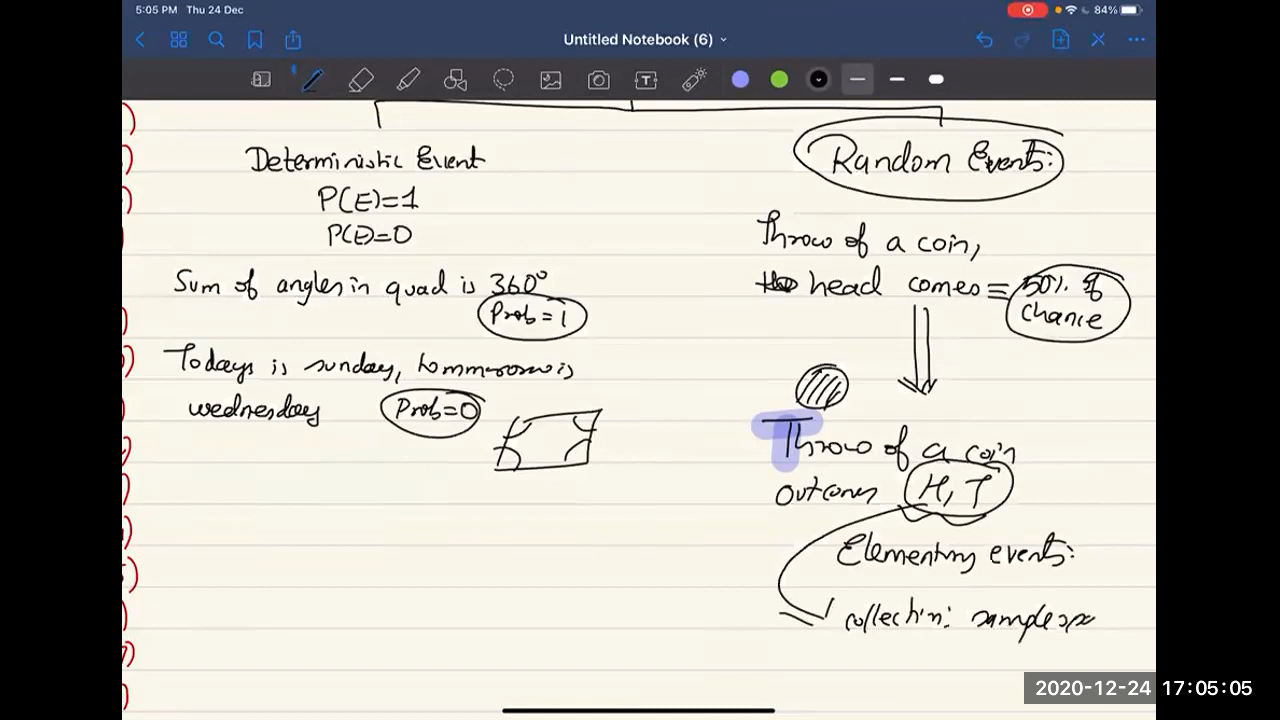 5:05 PM Thu 24 Dec
84%
Untitled Notebook (6)
T
Deterministic Event
P(E)=1
P(E)=0
Sum of angles in quad is 360°
Prob = 1
Todays is sunday, tommorow is
wednesday
Prob=0
Random Events:
Throw of a coin,
head comes = 50% of
chance
Throw of a coin
outcomes H, T
Elementry events:
collection: sample spa
2020-12-24 17:05:05